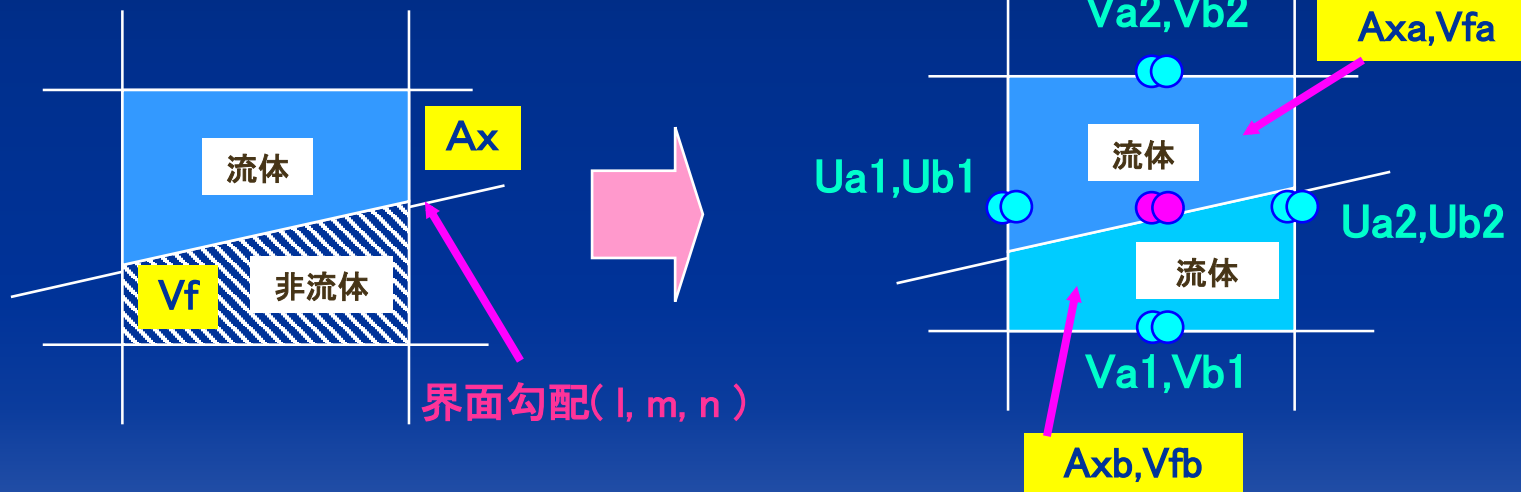 Ax
流体
Vf
非流体
界面勾配( l, m, n )
Va2,Vb2
Axa,Vfa
流体
Ua1,Ub1
Ua2,Ub2
流体
Va1,Vb1
Axb,Vfb